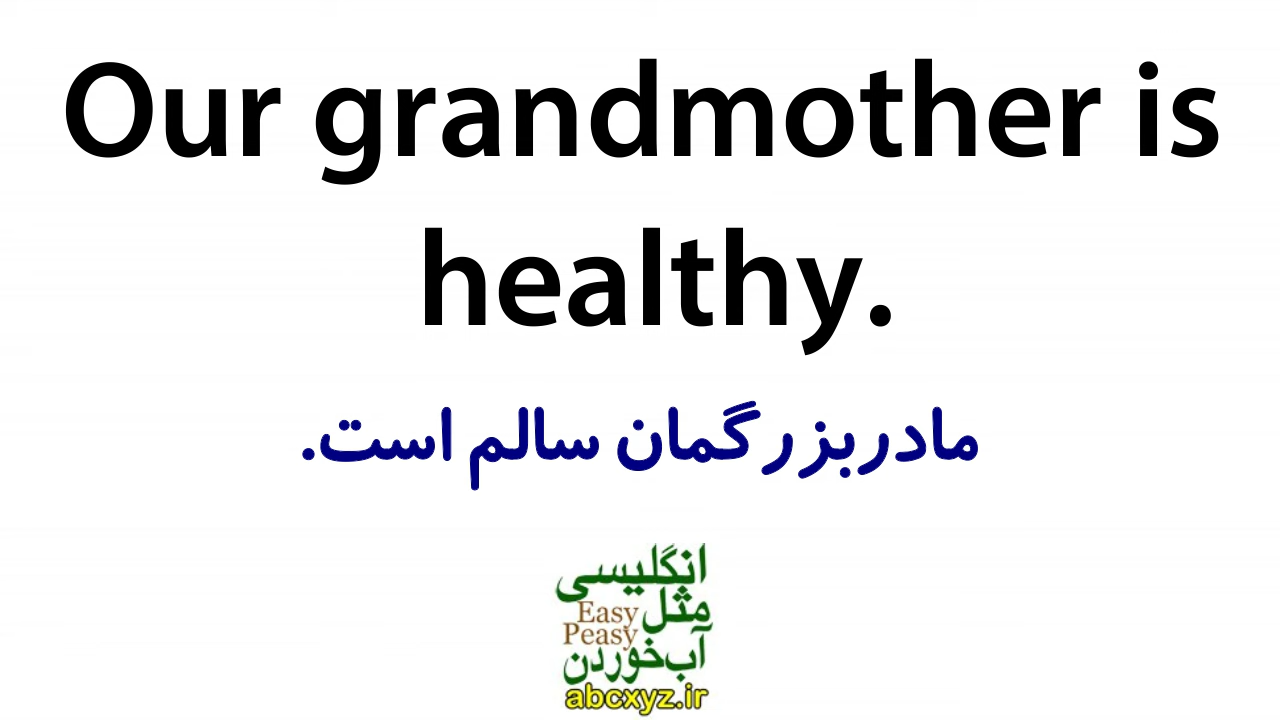 Our grandmother is
healthy.
مادربزرگمان سالم است.
انگلیسی
مثل
Easy
Peasy
آب‌خوردن
abcxyz.ir